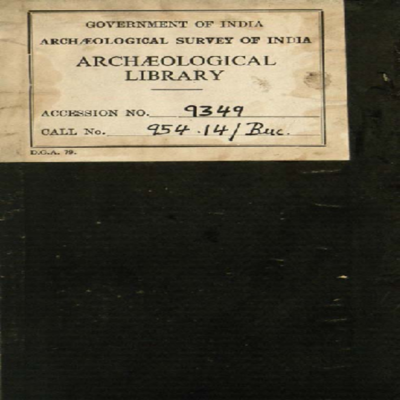 GOVERNMENT OF INDIA
ARCHÆOLOGICAL SURVEY OF INDIA
ARCHÆOLOGICAL
LIBRARY
ACCESSION NO. 9349
CALL No. 954.14/Buc.
D.G.A. 79.